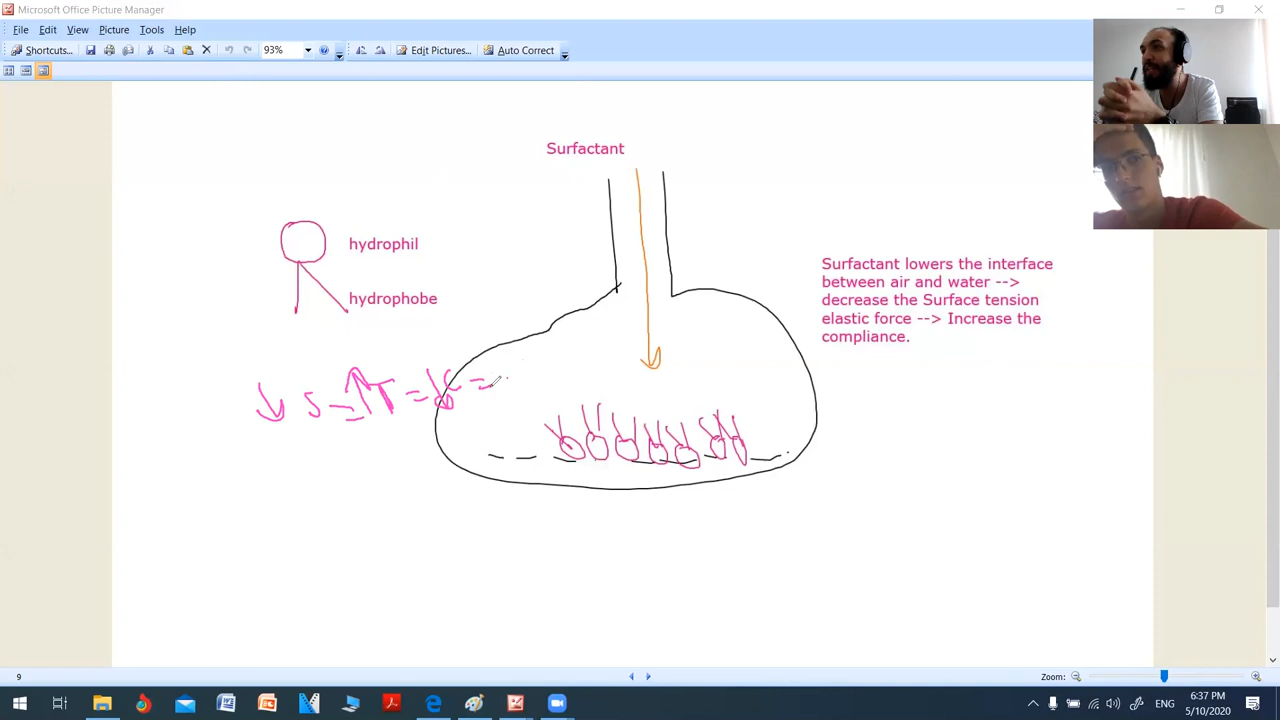 Microsoft Office Picture Manager
File Edit View Picture Tools Help
Shortcuts... 93% Edit Pictures... Auto Correct
Surfactant
hydrophil
hydrophobe
Surfactant lowers the interface
between air and water -->
decrease the Surface tension
elastic force --> Increase the
compliance.
↓ S = ↑ T = ↓ C =
9
Zoom:
ENG
6:37 PM
5/10/2020